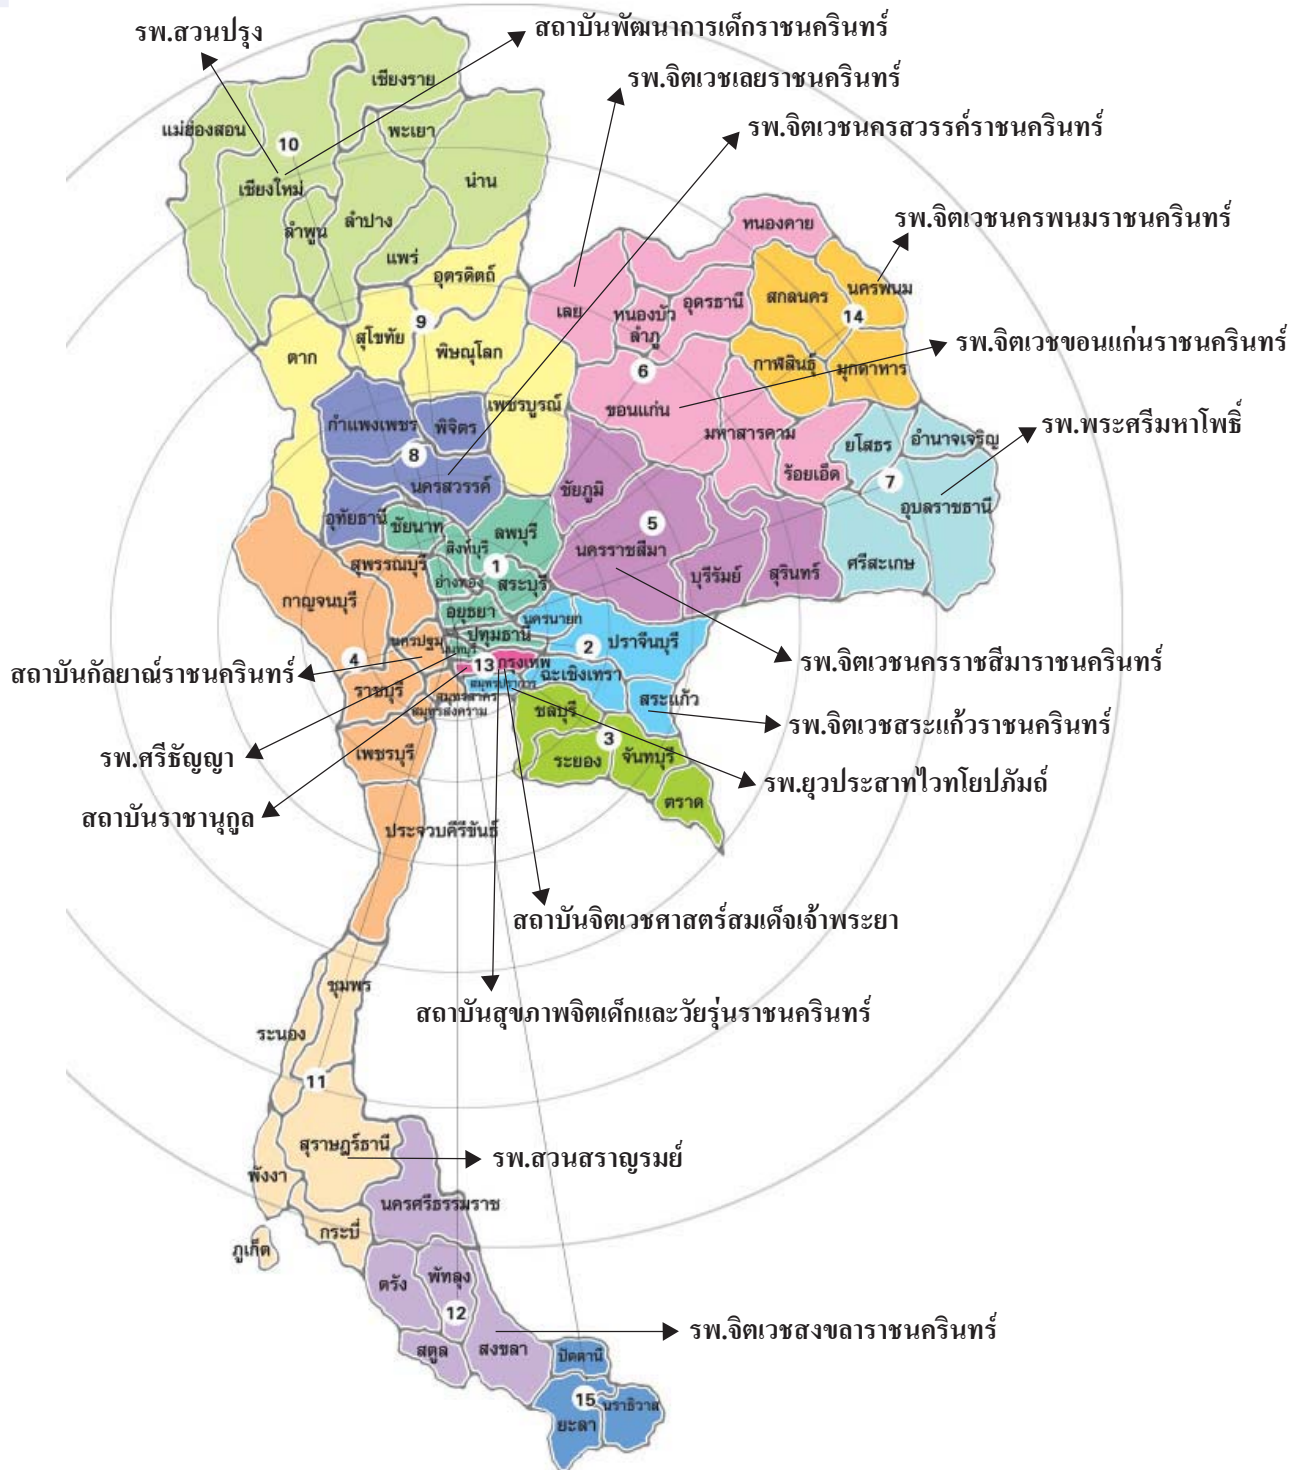 สถาบันพัฒนาการเด็กราชนครินทร์
รพ.สวนปรุง
รพ.จิตเวชเลยราชนครินทร์
เชียงราย
รพ.จิตเวชนครสวรรค์ราชนครินทร์
แม่ฮ่องสอน
พะเยา
10
เชียงใหม่
น่าน
ลำพูน
ลำปาง
หนองคาย
รพ.จิตเวชนครพนมราชนครินทร์
แพร่
อุตรดิตถ์
เลย
หนองบัว
ลำภู
อุดรธานี
สกลนคร
นครพนม
14
ตาก
สุโขทัย
9
พิษณุโลก
6
กาฬสินธุ์
มุกดาหาร
รพ.จิตเวชขอนแก่นราชนครินทร์
กำแพงเพชร
พิจิตร
เพชรบูรณ์
ขอนแก่น
มหาสารคาม
รพ.พระศรีมหาโพธิ์
8
นครสวรรค์
ร้อยเอ็ด
ยโสธร
อำนาจเจริญ
7
อุบลราชธานี
อุทัยธานี
ชัยนาท
ชัยภูมิ
ลพบุรี
สิงห์บุรี
5
นครราชสีมา
สุพรรณบุรี
1
อ่างทอง
สระบุรี
บุรีรัมย์
สุรินทร์
ศรีสะเกษ
กาญจนบุรี
อยุธยา
นครนายก
นครปฐม
ปทุมธานี
นนทบุรี
2
ปราจีนบุรี
สถาบันกัลยาณ์ราชนครินทร์
4
13
กรุงเทพ
รพ.จิตเวชนครราชสีมาราชนครินทร์
ราชบุรี
สมุทรปราการ
ฉะเชิงเทรา
สมุทรสาคร
สมุทรสงคราม
สระแก้ว
ชลบุรี
รพ.จิตเวชสระแก้วราชนครินทร์
รพ.ศรีธัญญา
เพชรบุรี
3
ระยอง
จันทบุรี
รพ.ยุวประสาทไวทโยปภัมถ์
ตราด
สถาบันราชานุกูล
ประจวบคีรีขันธ์
สถาบันจิตเวชศาสตร์สมเด็จเจ้าพระยา
ชุมพร
สถาบันสุขภาพจิตเด็กและวัยรุ่นราชนครินทร์
ระนอง
11
สุราษฎร์ธานี
รพ.สวนสราญรมย์
พังงา
นครศรีธรรมราช
กระบี่
ภูเก็ต
ตรัง
พัทลุง
12
รพ.จิตเวชสงขลาราชนครินทร์
สตูล
สงขลา
ปัตตานี
15
นราธิวาส
ยะลา